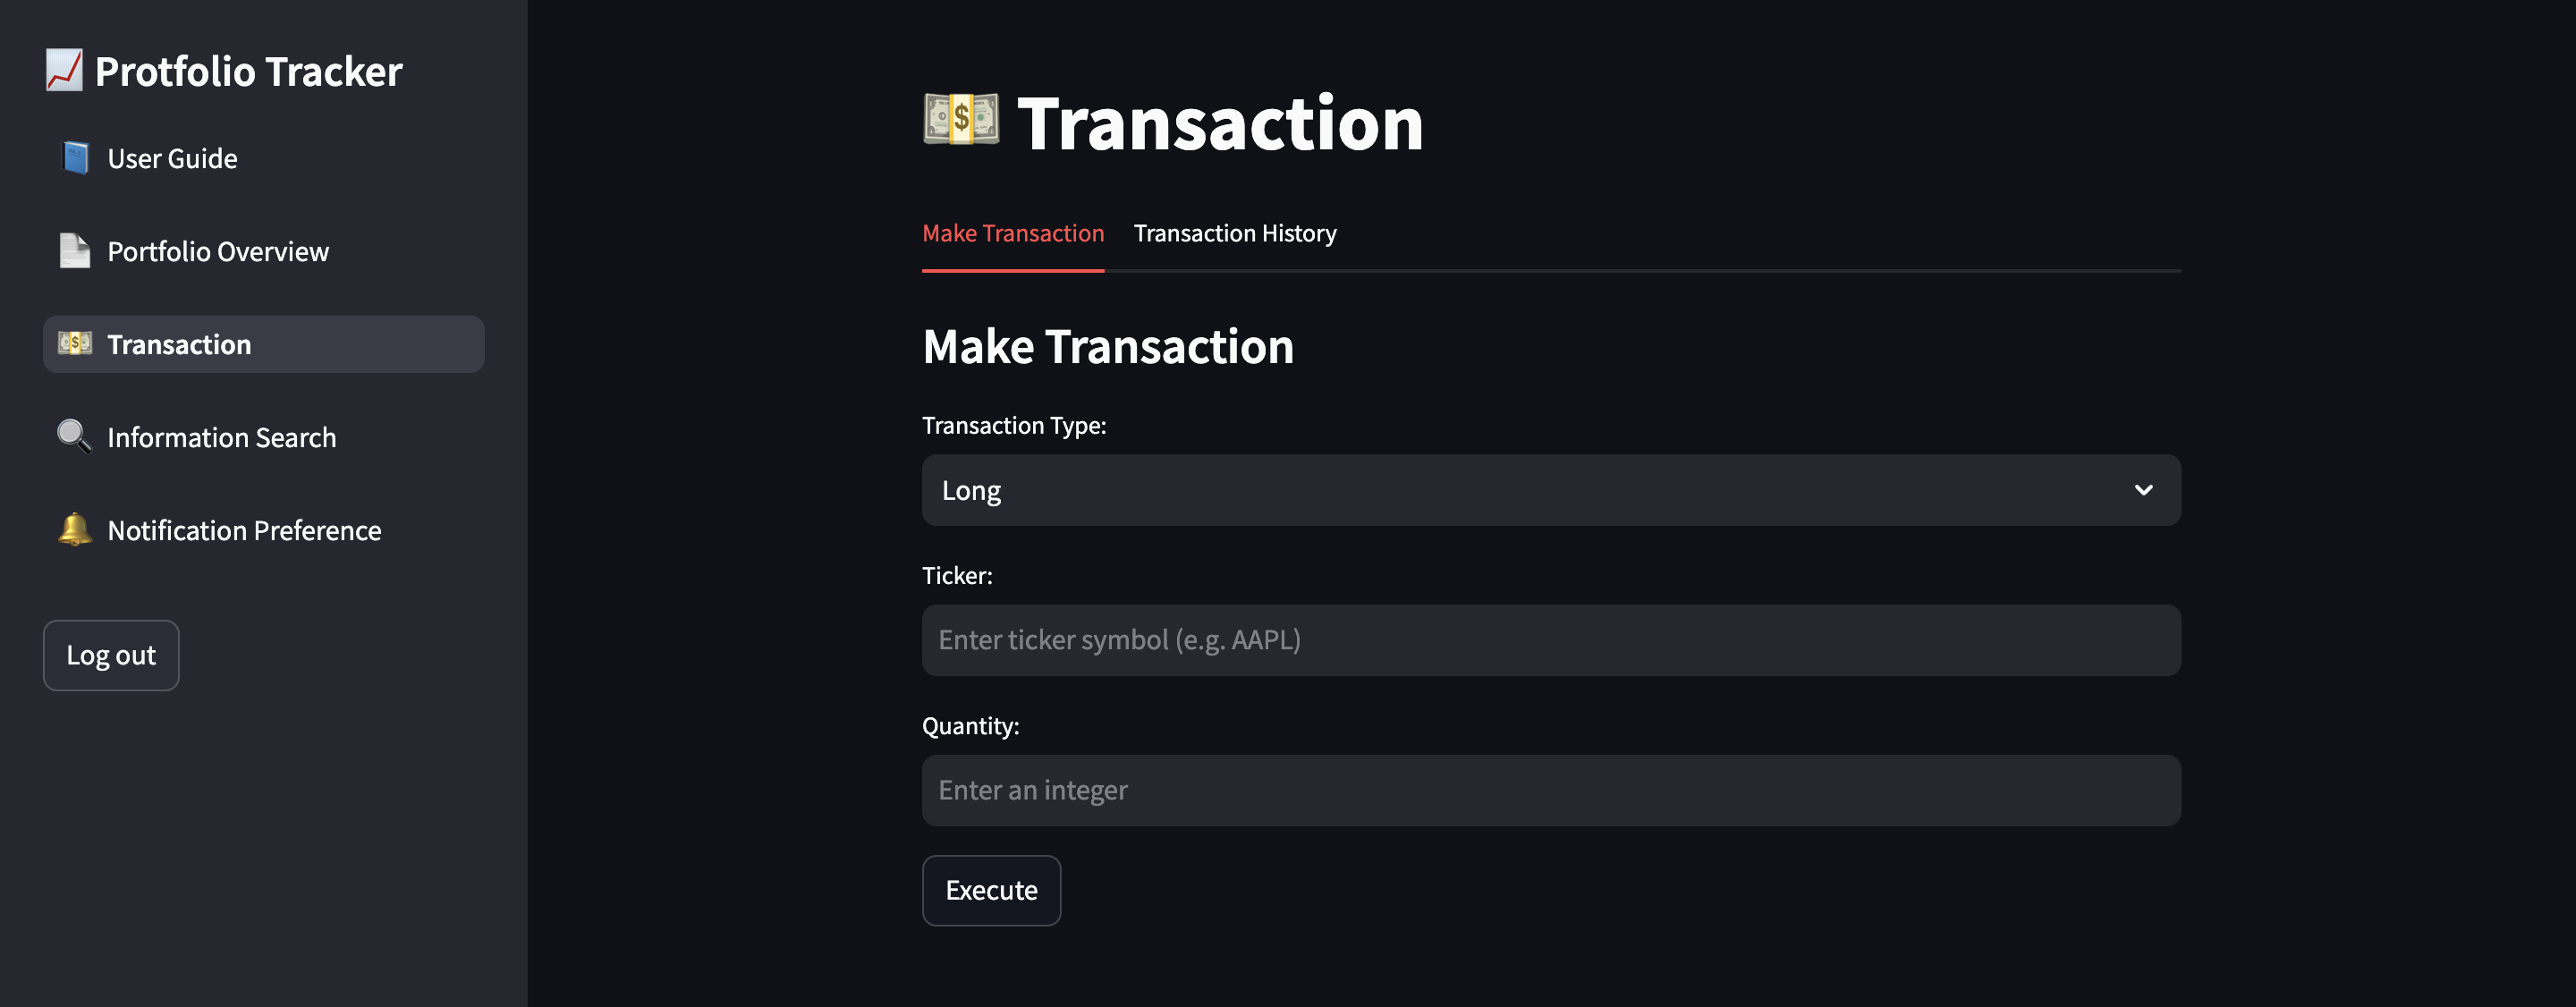 Protfolio Tracker
User Guide
Portfolio Overview
Transaction
Information Search
Notification Preference
Log out
Transaction
Make Transaction
Transaction History
Make Transaction
Transaction Type:
Long
Ticker:
Enter ticker symbol (e.g. AAPL)
Quantity:
Enter an integer
Execute